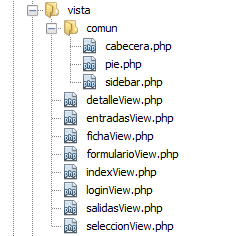 vista
comun
cabecera.php
pie.php
sidebar.php
detalleView.php
entradasView.php
fichaView.php
formularioView.php
indexView.php
loginView.php
salidasView.php
seleccionView.php